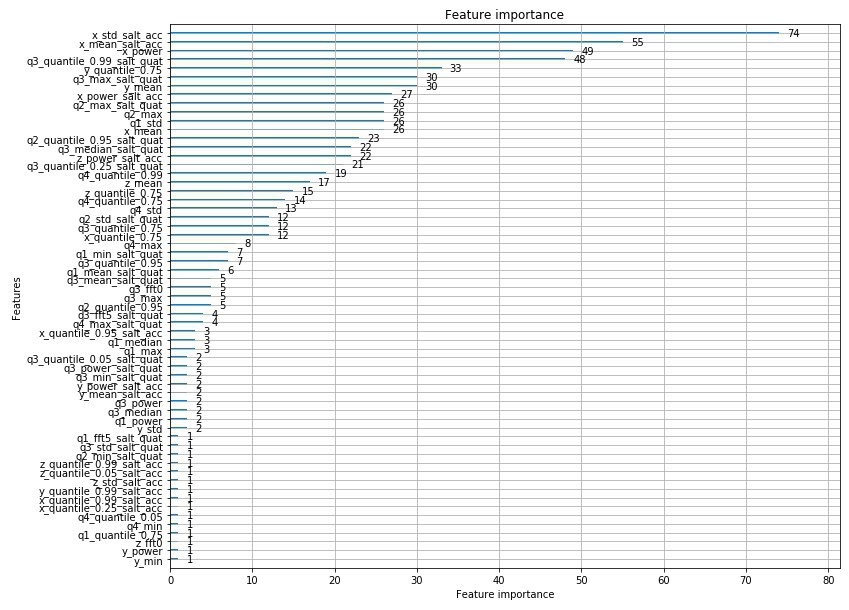 Feature importance
x_std_salt_acc 74
x_mean_salt_acc 55
x_power 49
q3_quantile_0.99_salt_quat 48
y_quantile_0.75 33
q3_max_salt_quat 30
y_mean 30
x_power_salt_acc 27
q2_max_salt_quat 26
q2_max 26
q1_std 26
x_mean 26
q2_quantile_0.95_salt_quat 23
q3_median_salt_quat 22
z_power_salt_acc 22
q3_quantile_0.25_salt_quat 21
q4_quantile_0.99 19
z_mean 17
z_quantile_0.75 15
q4_quantile_0.75 14
q4_std 13
q2_std_salt_quat 12
q3_quantile_0.75 12
x_quantile_0.75 12
q4_max 8
q1_min_salt_quat 7
q3_quantile_0.95 7
q1_mean_salt_quat 6
q3_mean_salt_quat 5
q3_fft0 5
q3_max 5
q2_quantile_0.95 5
q3_fft5_salt_quat 4
q4_max_salt_quat 4
x_quantile_0.95_salt_acc 3
q1_median 3
q1_max 3
q3_quantile_0.05_salt_quat 2
q3_power_salt_quat 2
q3_min_salt_quat 2
y_power_salt_acc 2
y_mean_salt_acc 2
q3_power 2
q3_median 2
q1_power 2
y_std 2
q1_fft5_salt_quat 1
q3_std_salt_quat 1
q2_min_salt_quat 1
z_quantile_0.99_salt_acc 1
z_quantile_0.05_salt_acc 1
z_std_salt_acc 1
y_quantile_0.99_salt_acc 1
x_quantile_0.99_salt_acc 1
x_quantile_0.25_salt_acc 1
q4_quantile_0.05 1
q4_min 1
q1_quantile_0.75 1
z_fft0 1
y_power 1
y_min 1
Features
0 10 20 30 40 50 60 70 80
Feature importance